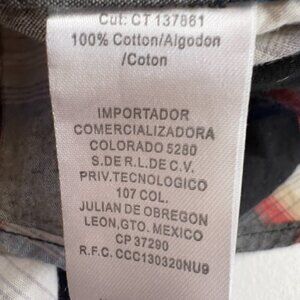 Cut: CT 137861
100% Cotton/Algodon
/Coton
IMPORTADOR
COMERCIALIZADORA
COLORADO 5280
S.DE R.L.DE C.V.
PRIV.TECNOLOGICO
107 COL.
JULIAN DE OBREGON
LEON,GTO. MEXICO
CP 37290
R.F.C. CCC130320NU9